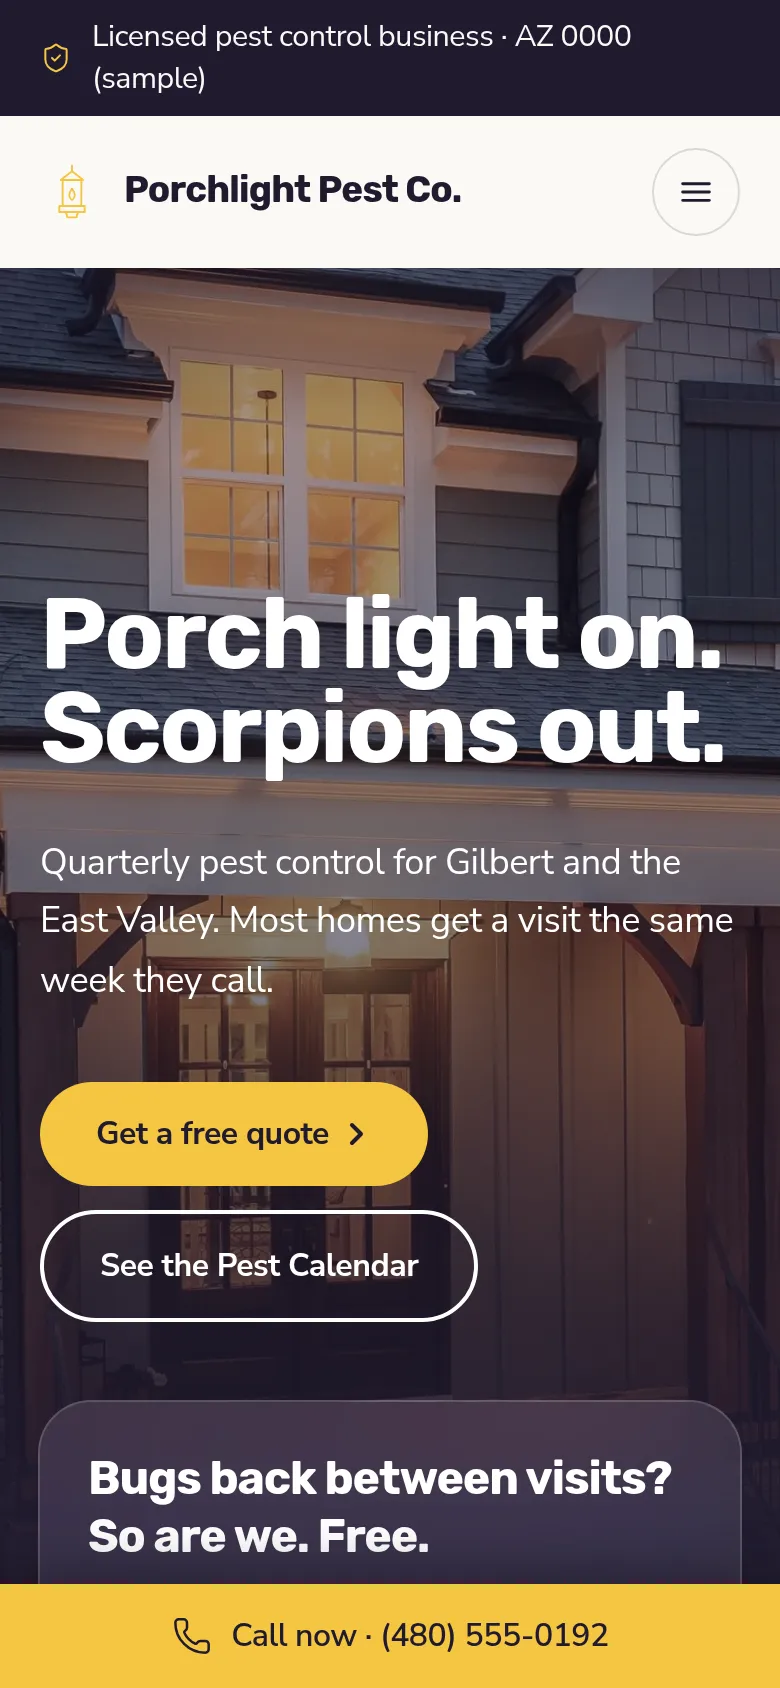 Licensed pest control business · AZ 0000
(sample)
Porchlight Pest Co.
Porch light on.
Scorpions out.
Quarterly pest control for Gilbert and the
East Valley. Most homes get a visit the same
week they call.
Get a free quote
See the Pest Calendar
Bugs back between visits?
So are we. Free.
Call now · (480) 555-0192